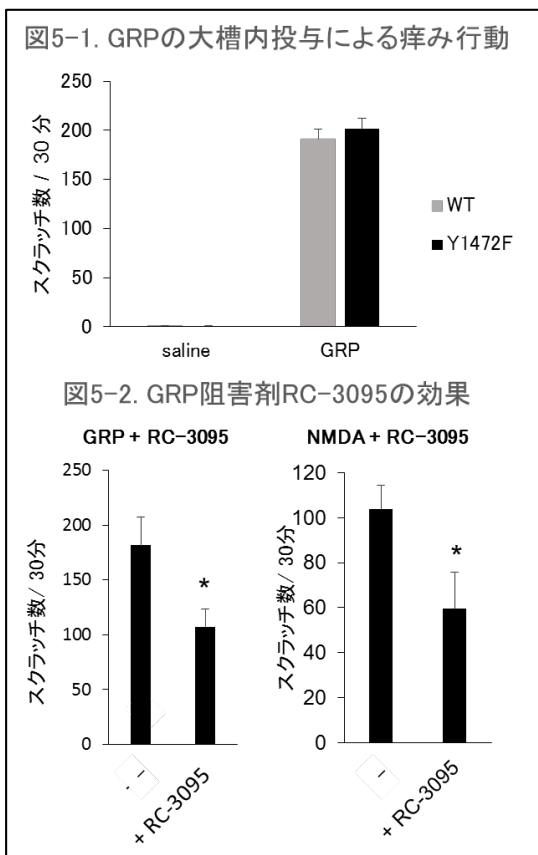 図5-1. GRPの大槽内投与による痒み行動
スクラッチ数 / 30 分
250
200
150
100
50
0
saline
GRP
WT
Y1472F
図5-2. GRP阻害剤RC-3095の効果
GRP + RC-3095
スクラッチ数/ 30分
250
200
150
100
50
0
*
-
+ RC-3095
NMDA + RC-3095
スクラッチ数/ 30分
120
100
80
60
40
20
0
*
-
+ RC-3095